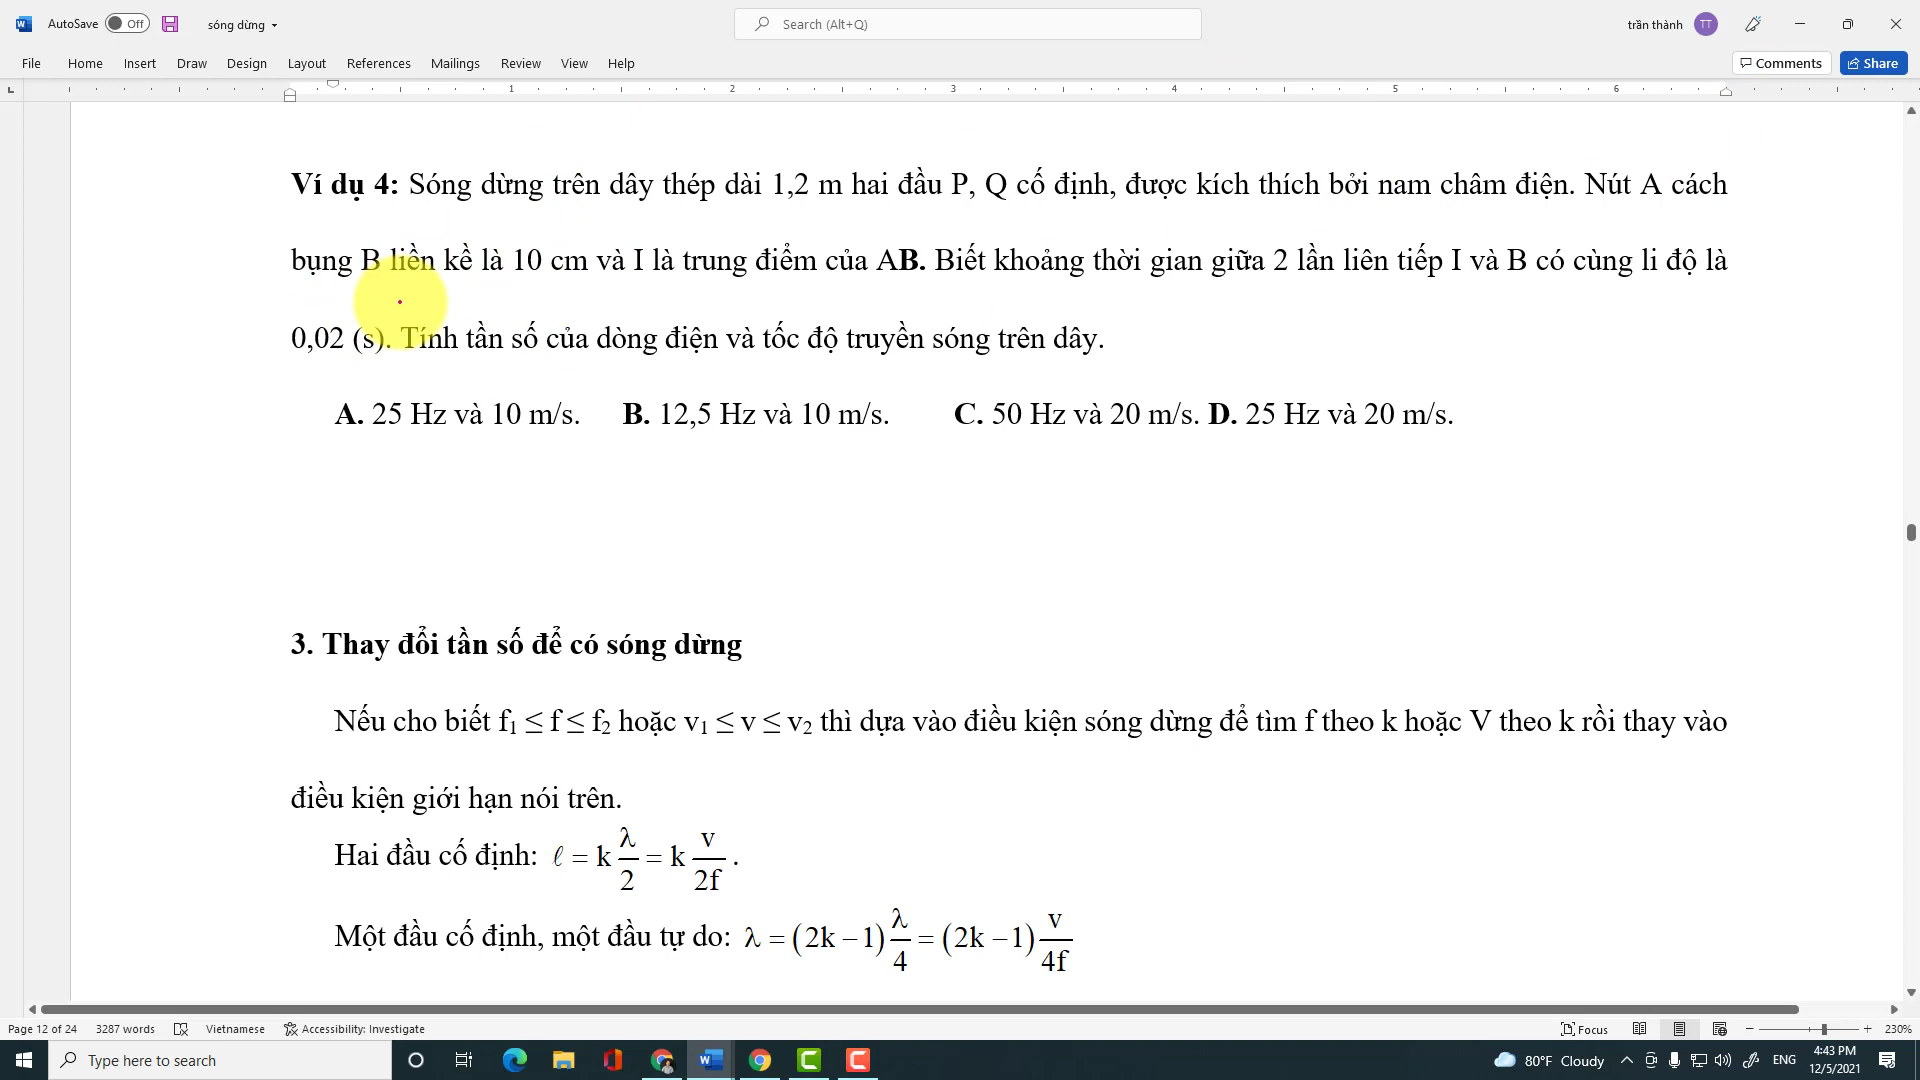 AutoSave Off sóng dừng Search (Alt+Q) trần thành TT
File Home Insert Draw Design Layout References Mailings Review View Help Comments Share
1 2 3 4 5 6
Ví dụ 4: Sóng dừng trên dây thép dài 1,2 m hai đầu P, Q cố định, được kích thích bởi nam châm điện. Nút A cách
bụng B liền kề là 10 cm và I là trung điểm của AB. Biết khoảng thời gian giữa 2 lần liên tiếp I và B có cùng li độ là
0,02 (s). Tính tần số của dòng điện và tốc độ truyền sóng trên dây.
A. 25 Hz và 10 m/s. B. 12,5 Hz và 10 m/s. C. 50 Hz và 20 m/s. D. 25 Hz và 20 m/s.
3. Thay đổi tần số để có sóng dừng
Nếu cho biết f₁ ≤ f ≤ f₂ hoặc v₁ ≤ v ≤ v₂ thì dựa vào điều kiện sóng dừng để tìm f theo k hoặc V theo k rồi thay vào
điều kiện giới hạn nói trên.
Hai đầu cố định: ℓ = k λ/2 = k v/2f .
Một đầu cố định, một đầu tự do: λ = (2k − 1) λ/4 = (2k − 1) v/4f
Page 12 of 24 3287 words Vietnamese Accessibility: Investigate Focus 230%
Type here to search 80°F Cloudy ENG 4:43 PM
12/5/2021